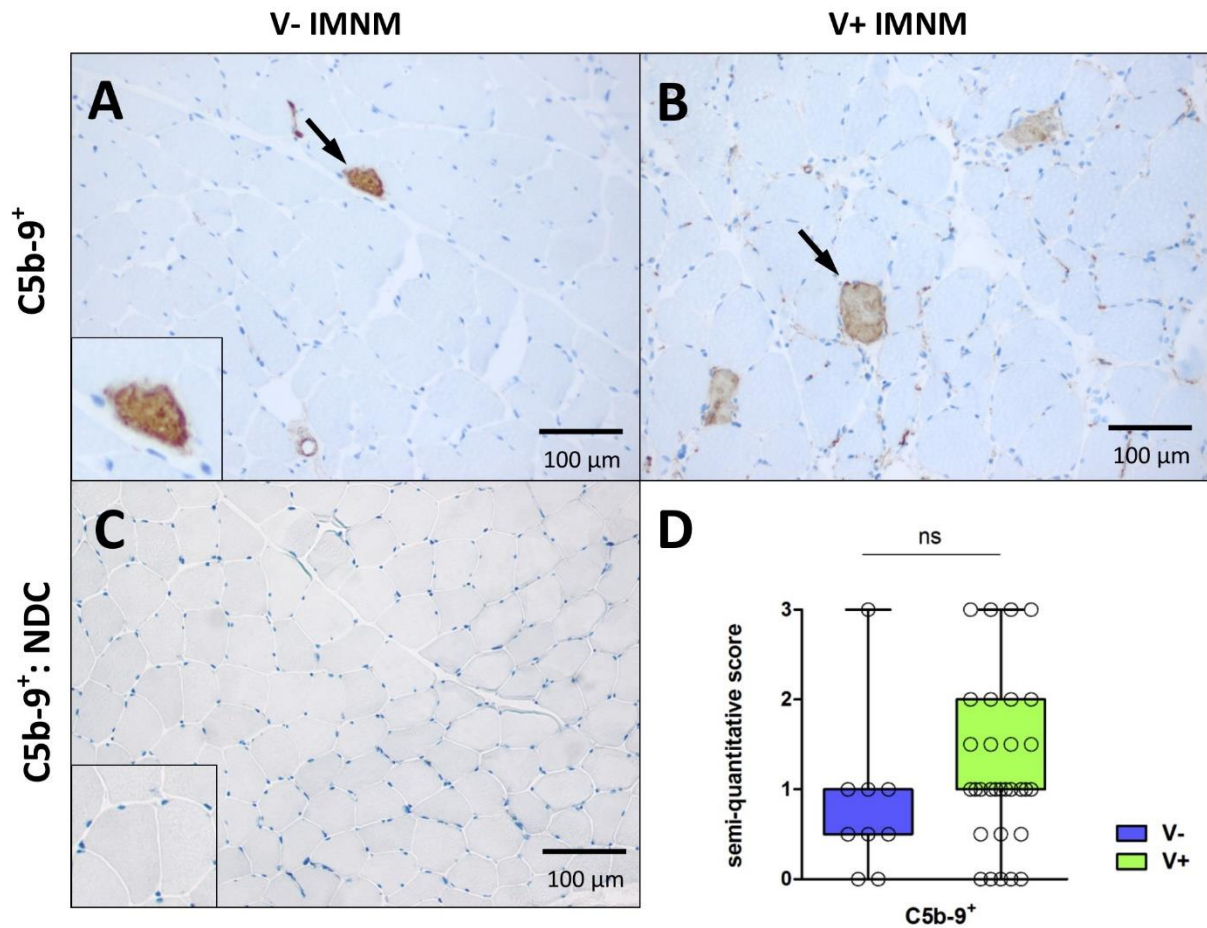 V- IMNM
V+ IMNM
C5b-9⁺
A
100 µm
B
100 µm
C5b-9⁺: NDC
C
100 µm
D
ns
semi-quantitative score
3
2
1
0
C5b-9⁺
V-
V+